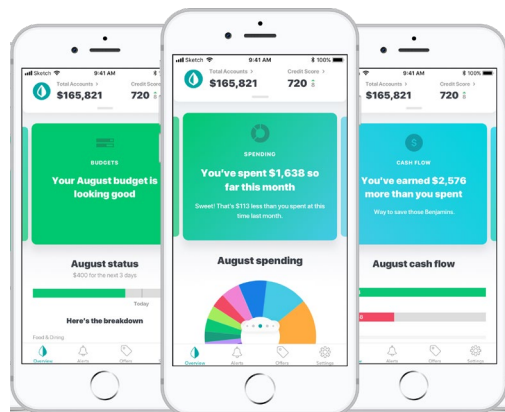 Sketch 9:41 AM
Total Accounts > Credit Score
$165,821 720
BUDGETS
Your August budget is
looking good
August status
$400 for the next 3 days
Today
Here's the breakdown
Food & Dining
Overview Alerts Offers
Sketch 9:41 AM 100%
Total Accounts > Credit Score >
$165,821 720
SPENDING
You've spent $1,638 so
far this month
Sweet! That's $113 less than you spent at this
time last month.
August spending
Overview Alerts Offers Settings
9:41 AM 100%
Total Accounts > Credit Score >
$165,821 720
CASH FLOW
You've earned $2,576
more than you spent
Way to save those Benjamins.
August cash flow
Alerts Offers Settings